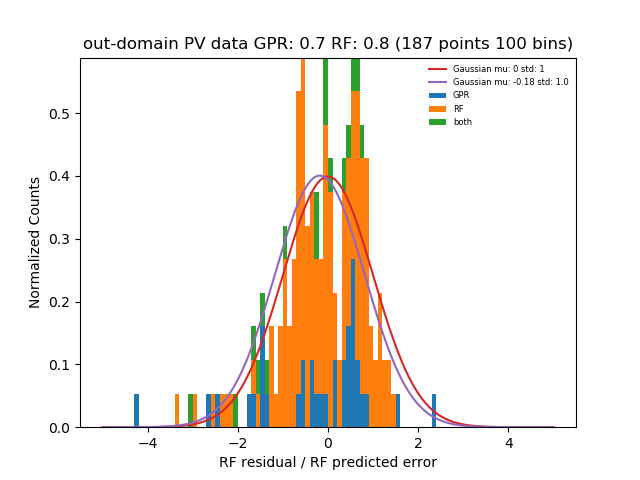 out-domain PV data GPR: 0.7 RF: 0.8 (187 points 100 bins)
Gaussian mu: 0 std: 1
Gaussian mu: -0.18 std: 1.0
GPR
RF
both
Normalized Counts
0.5
0.4
0.3
0.2
0.1
0.0
−4 −2 0 2 4
RF residual / RF predicted error